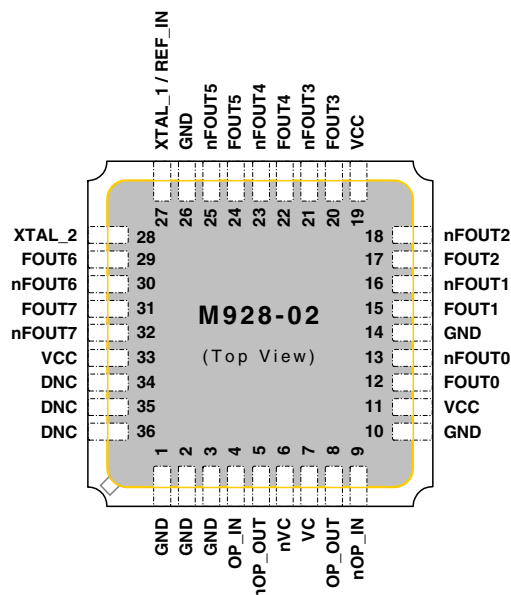 XTAL_1 / REF_IN
GND
nFOUT5
FOUT5
nFOUT4
FOUT4
nFOUT3
FOUT3
VCC
27
26
25
24
23
22
21
20
19
XTAL_2 28
FOUT6 29
nFOUT6 30
FOUT7 31
nFOUT7 32
VCC 33
DNC 34
DNC 35
DNC 36
M928-02
(Top View)
18 nFOUT2
17 FOUT2
16 nFOUT1
15 FOUT1
14 GND
13 nFOUT0
12 FOUT0
11 VCC
10 GND
1
2
3
4
5
6
7
8
9
GND
GND
GND
OP_IN
nOP_OUT
nVC
VC
OP_OUT
nOP_IN